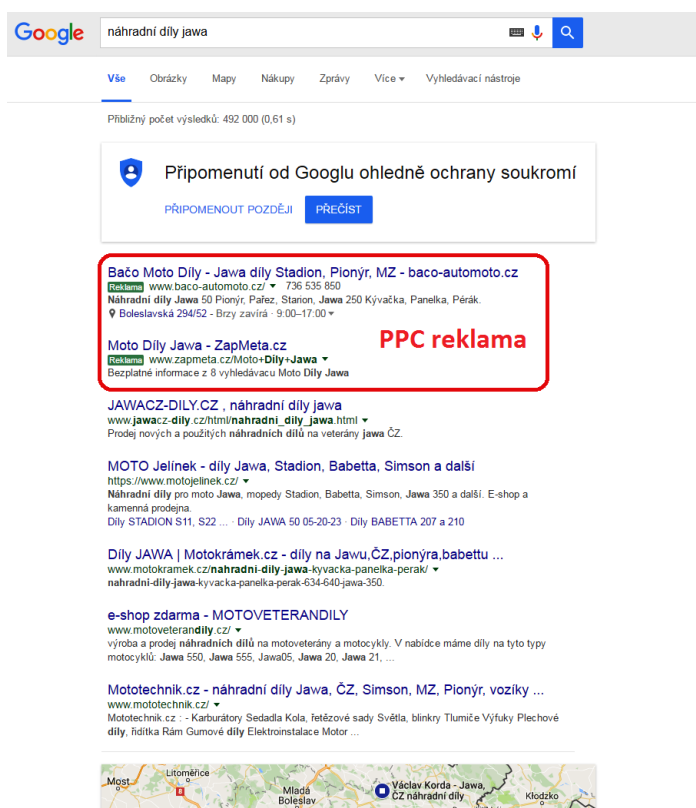 Google
náhradní díly jawa
Vše Obrázky Mapy Nákupy Zprávy Více ▾ Vyhledávací nástroje
Přibližný počet výsledků: 492 000 (0,61 s)
Připomenutí od Googlu ohledně ochrany soukromí
PŘIPOMENOUT POZDĚJI PŘEČÍST
Bačo Moto Díly - Jawa díly Stadion, Pionýr, MZ - baco-automoto.cz
Reklama www.baco-automoto.cz/ ▾ 736 535 850
Náhradní díly Jawa 50 Pionýr, Pařez, Starion, Jawa 250 Kývačka, Panelka, Pérák.
Boleslavská 294/52 - Brzy zavírá · 9:00–17:00 ▾
PPC reklama
Moto Díly Jawa - ZapMeta.cz
Reklama www.zapmeta.cz/Moto+Díly+Jawa ▾
Bezplatné informace z 8 vyhledávacu Moto Díly Jawa
JAWACZ-DILY.CZ , náhradní díly jawa
www.jawacz-dily.cz/html/nahradni_dily_jawa.html ▾
Prodej nových a použitých náhradních dílů na veterány jawa ČZ.
MOTO Jelínek - díly Jawa, Stadion, Babetta, Simson a další
https://www.motojelinek.cz/ ▾
Náhradní díly pro moto Jawa, mopedy Stadion, Babetta, Simson, Jawa 350 a další. E-shop a
kamenná prodejna.
Díly STADION S11, S22 ... · Díly JAWA 50 05-20-23 · Díly BABETTA 207 a 210
Díly JAWA | Motokrámek.cz - díly na Jawu,ČZ,pionýra,babettu ...
www.motokramek.cz/nahradni-dily-jawa-kyvacka-panelka-perak/ ▾
nahradni-dily-jawa-kyvacka-panelka-perak-634-640-jawa-350.
e-shop zdarma - MOTOVETERANDILY
www.motoveterandily.cz/ ▾
výroba a prodej náhradních dílů na motoveterány a motocykly. V nabídce máme díly na tyto typy
motocyklů: Jawa 550, Jawa 555, Jawa05, Jawa 20, Jawa 21, ...
Mototechnik.cz - náhradní díly Jawa, ČZ, Simson, MZ, Pionýr, vozíky ...
www.mototechnik.cz/ ▾
Mototechnik.cz : - Karburátory Sedadla Kola, řetězové sady Světla, blinkry Tlumiče Výfuky Plechové
díly, řidítka Rám Gumové díly Elektroinstalace Motor ...
Litoměřice
Most
8
Mladá
Boleslav
Václav Korda - Jawa,
ČZ náhradní díly
Kłodzko